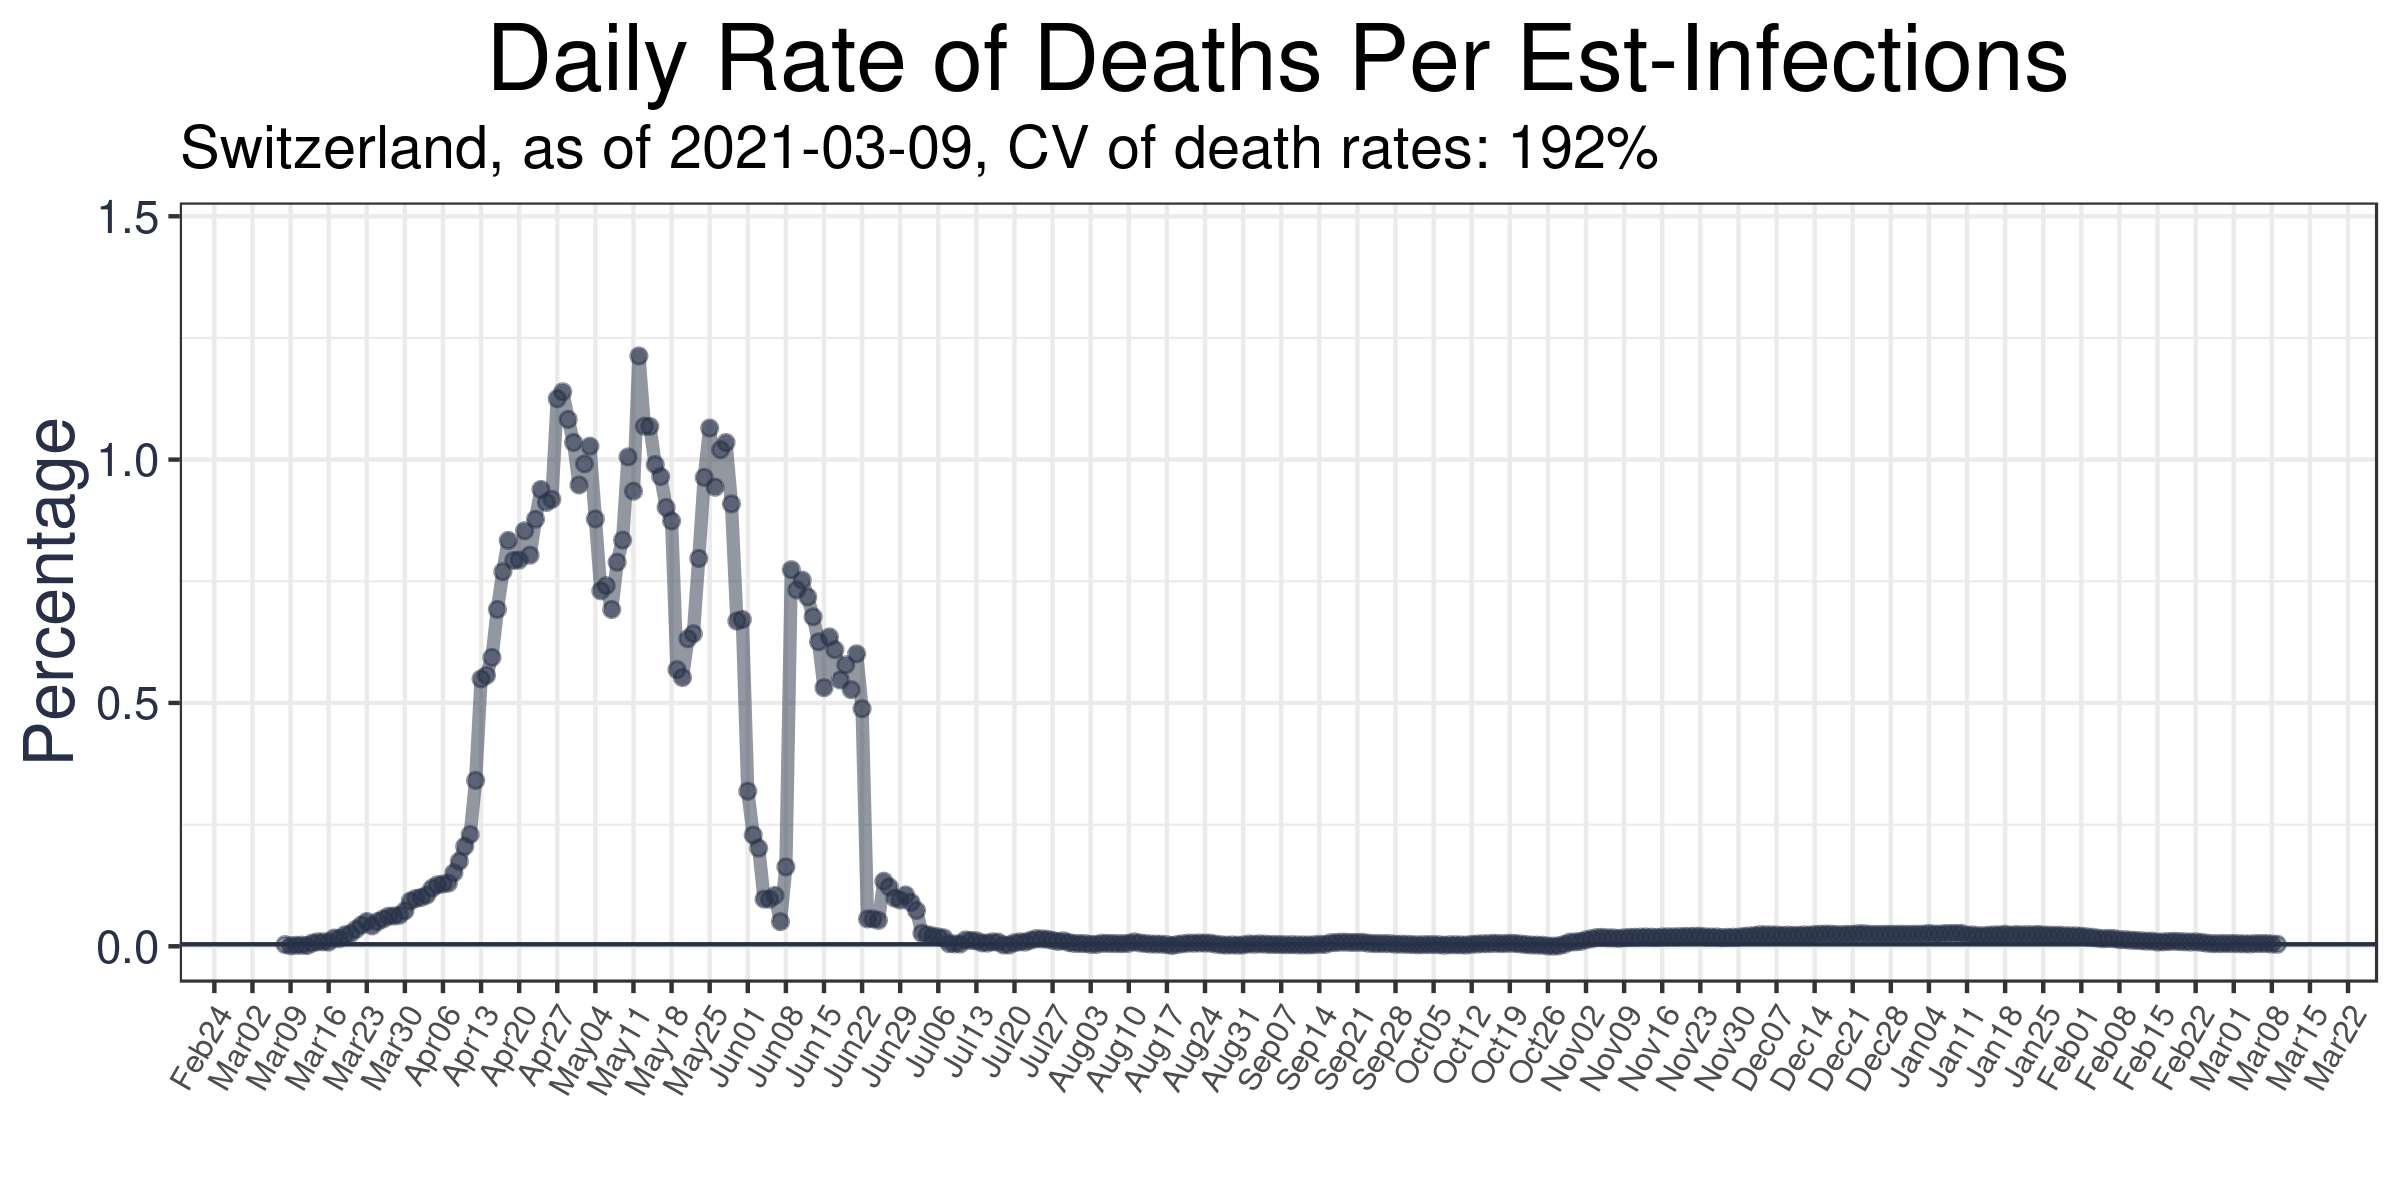 Daily Rate of Deaths Per Est-Infections
Switzerland, as of 2021-03-09, CV of death rates: 192%
Percentage
1.5
1.0
0.5
0.0
Feb24
Mar02
Mar09
Mar16
Mar23
Mar30
Apr06
Apr13
Apr20
Apr27
May04
May11
May18
May25
Jun01
Jun08
Jun15
Jun22
Jun29
Jul06
Jul13
Jul20
Jul27
Aug03
Aug10
Aug17
Aug24
Aug31
Sep07
Sep14
Sep21
Sep28
Oct05
Oct12
Oct19
Oct26
Nov02
Nov09
Nov16
Nov23
Nov30
Dec07
Dec14
Dec21
Dec28
Jan04
Jan11
Jan18
Jan25
Feb01
Feb08
Feb15
Feb22
Mar01
Mar08
Mar15
Mar22